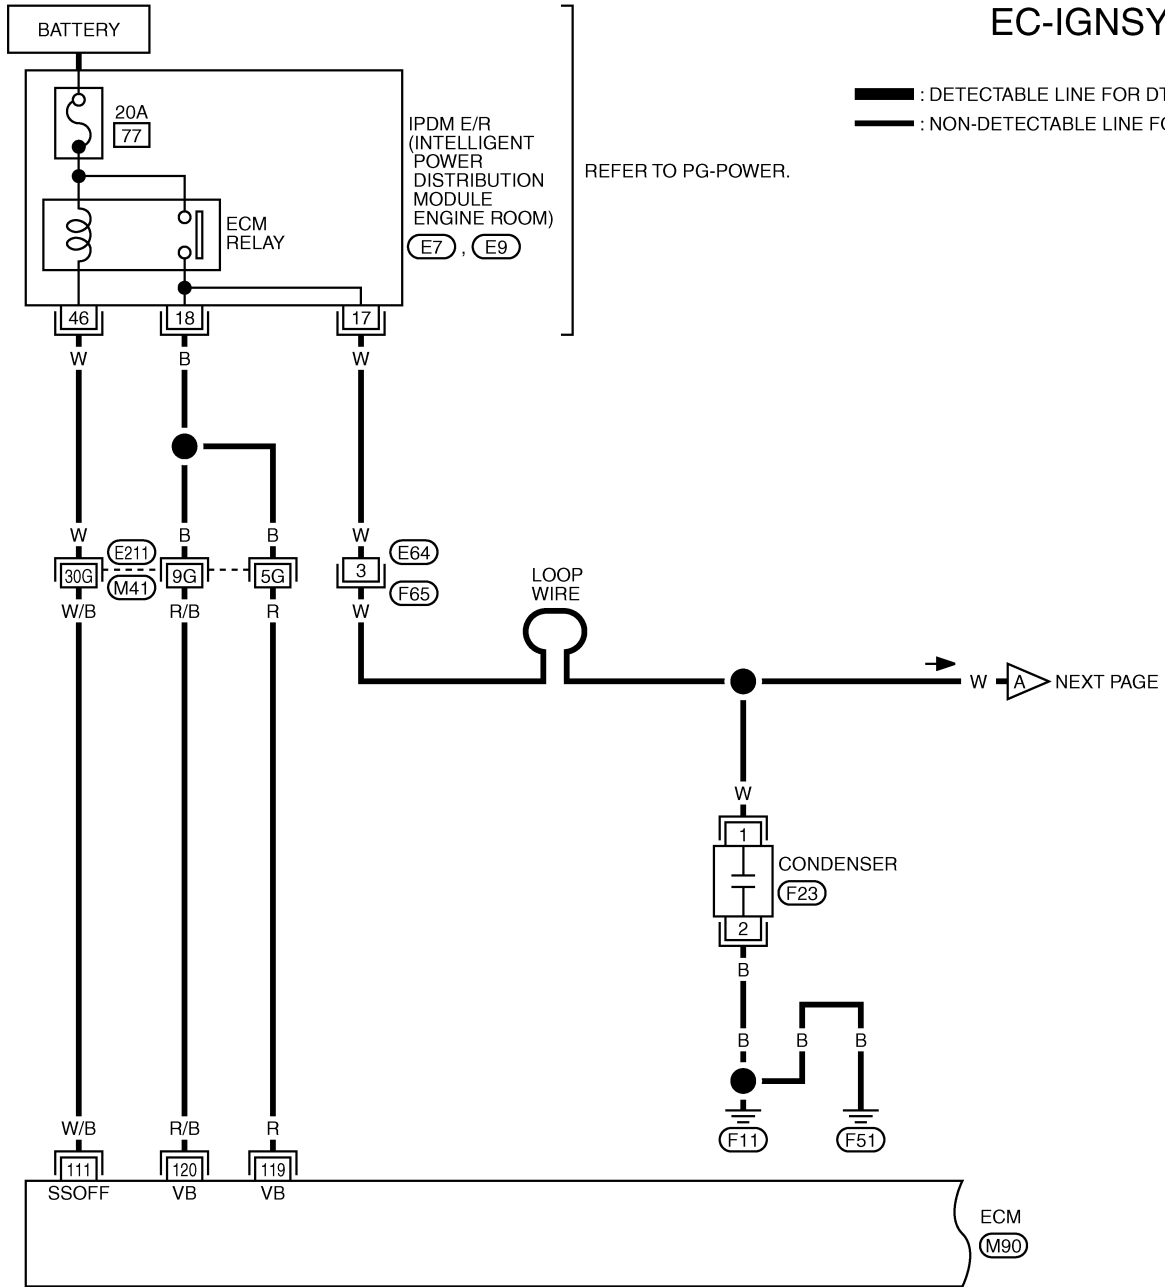 EC-IGNSY
BATTERY
: DETECTABLE LINE FOR
: NON-DETECTABLE LINE
20A
77
IPDM E/R
(INTELLIGENT
POWER
DISTRIBUTION
MODULE
ENGINE ROOM)
E7 , E9
REFER TO PG-POWER.
ECM
RELAY
46 18 17
W B W
W B B W
E211 E64
30G 9G 5G 3
M41 F65
W/B R/B R W
LOOP
WIRE
W A NEXT PAGE
W
1
CONDENSER
F23
2
B
B B B
F11 F51
W/B R/B R
111 120 119
SSOFF VB VB
ECM
M90